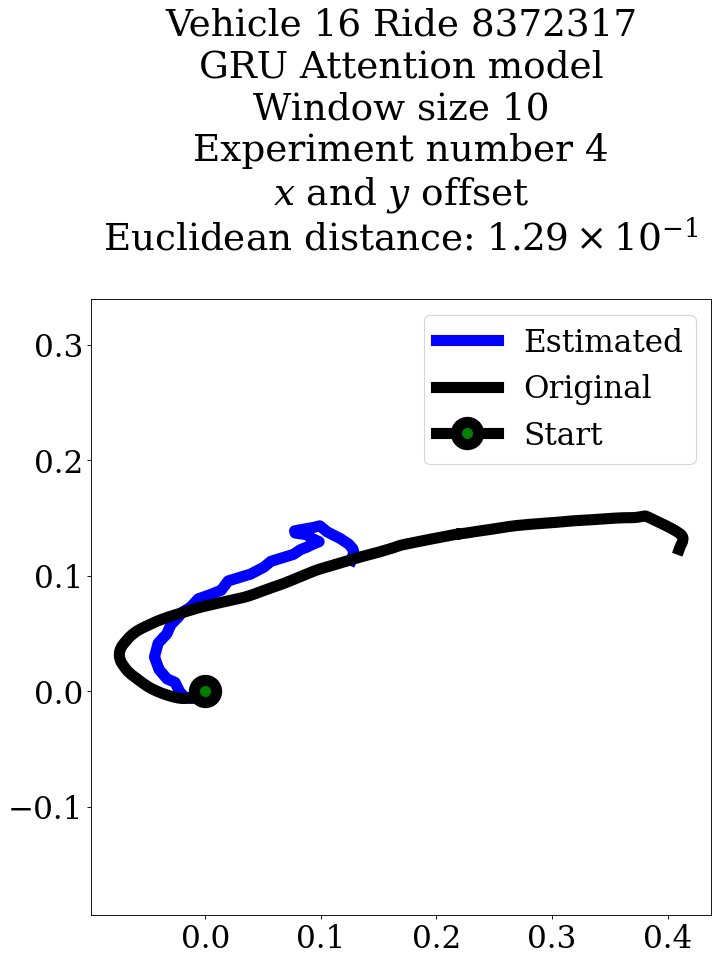 Vehicle 16 Ride 8372317
GRU Attention model
Window size 10
Experiment number 4
x and y offset
Euclidean distance: 1.29 × 10⁻¹
Estimated
Original
Start
0.3
0.2
0.1
0.0
−0.1
0.0 0.1 0.2 0.3 0.4